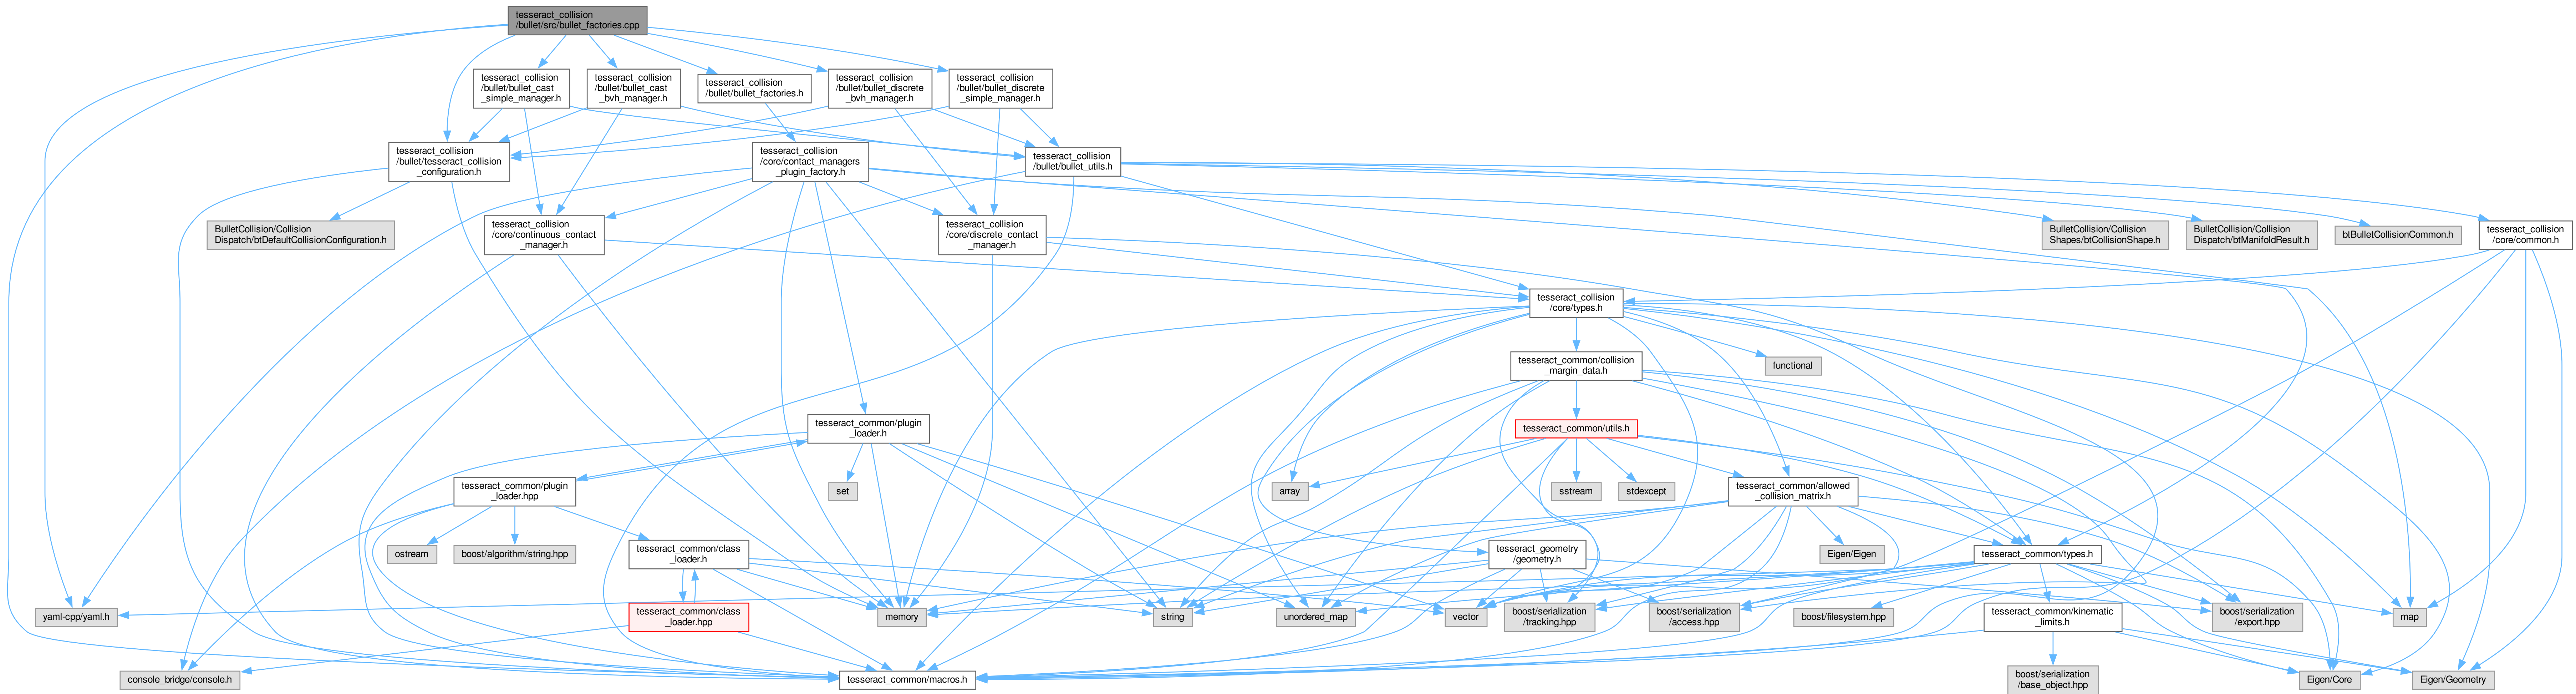 tesseract_collision
/bullet/src/bullet_factories.cpp
tesseract_collision
/bullet/bullet_cast
_simple_manager.h
tesseract_collision
/bullet/bullet_cast
_bvh_manager.h
tesseract_collision
/bullet/bullet_factories.h
tesseract_collision
/bullet/bullet_discrete
_bvh_manager.h
tesseract_collision
/bullet/bullet_discrete
_simple_manager.h
tesseract_collision
/bullet/tesseract_collision
_configuration.h
tesseract_collision
/core/contact_managers
_plugin_factory.h
tesseract_collision
/bullet/bullet_utils.h
BulletCollision/Collision
Dispatch/btDefaultCollisionConfiguration.h
tesseract_collision
/core/continuous_contact
_manager.h
tesseract_collision
/core/discrete_contact
_manager.h
BulletCollision/Collision
Shapes/btCollisionShape.h
BulletCollision/Collision
Dispatch/btManifoldResult.h
btBulletCollisionCommon.h
tesseract_collision
/core/common.h
tesseract_collision
/core/types.h
tesseract_common/collision
_margin_data.h
functional
tesseract_common/plugin
_loader.h
tesseract_common/utils.h
tesseract_common/plugin
_loader.hpp
set
array
sstream
stdexcept
tesseract_common/allowed
_collision_matrix.h
ostream
boost/algorithm/string.hpp
tesseract_common/class
_loader.h
tesseract_geometry
/geometry.h
Eigen/Eigen
tesseract_common/types.h
yaml-cpp/yaml.h
tesseract_common/class
_loader.hpp
memory
string
unordered_map
vector
boost/serialization
/tracking.hpp
boost/serialization
/access.hpp
boost/filesystem.hpp
tesseract_common/kinematic
_limits.h
boost/serialization
/export.hpp
map
console_bridge/console.h
tesseract_common/macros.h
boost/serialization
/base_object.hpp
Eigen/Core
Eigen/Geometry